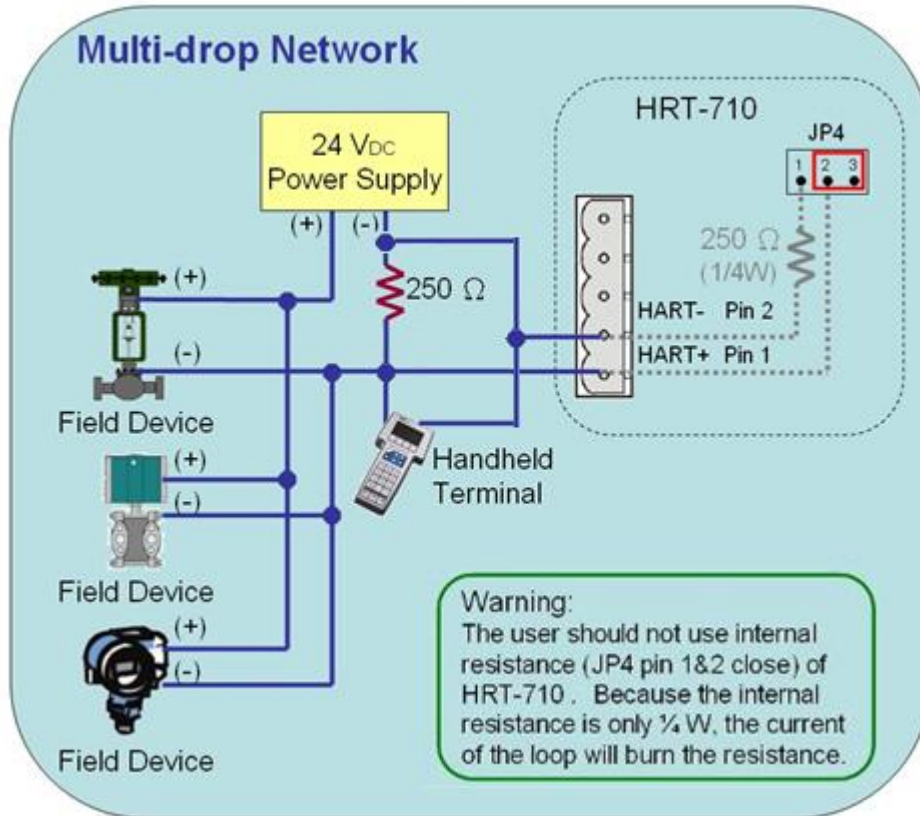 Multi-drop Network
HRT-710
JP4
1 2 3
24 VDC
Power Supply
(+) (-)
250 Ω
(1/4W)
250 Ω
(+)
HART- Pin 2
HART+ Pin 1
(-)
Field Device
Handheld
Terminal
(+)
(-)
Field Device
(+)
(-)
Field Device
Warning:
The user should not use internal
resistance (JP4 pin 1&2 close) of
HRT-710 . Because the internal
resistance is only ¼ W, the current
of the loop will burn the resistance.